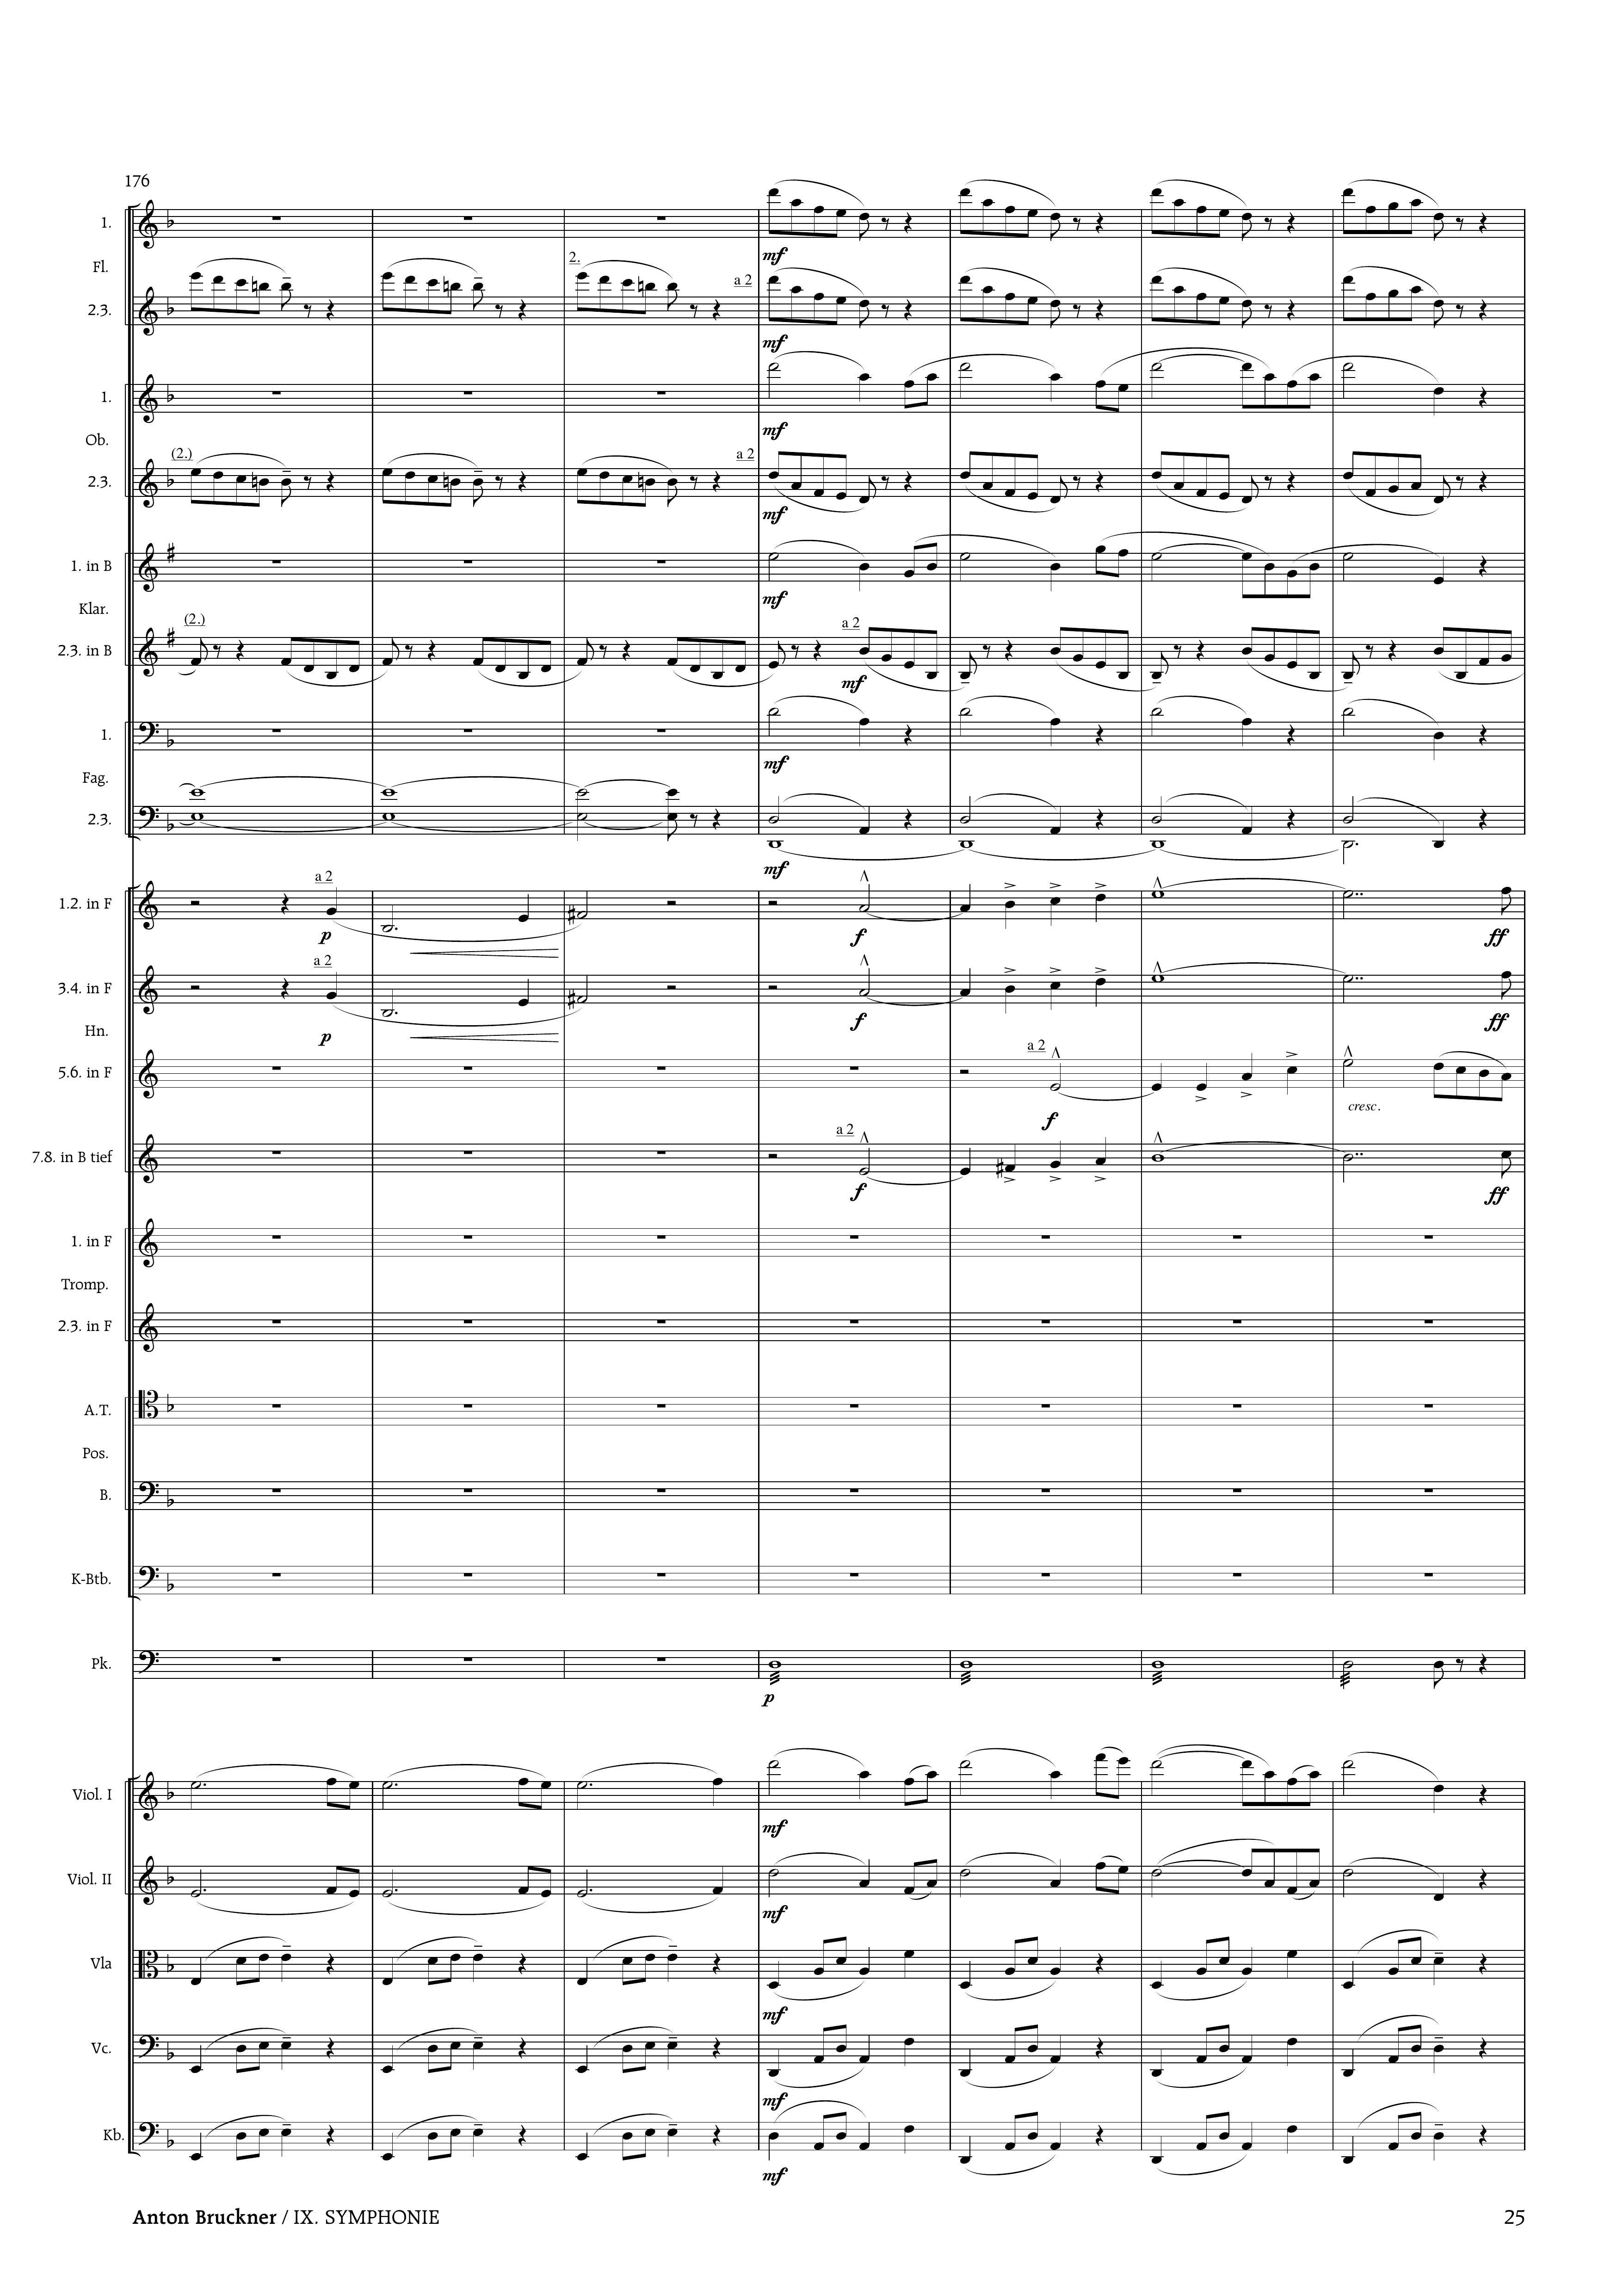 176
1.
mf
Fl.
2.
a 2
2.3.
mf
1.
mf
Ob.
(2.)
a 2
2.3.
mf
1. in B
mf
Klar.
(2.)
a 2
2.3. in B
mf
1.
mf
Fag.
2.3.
mf
a 2
1.2. in F
p f ff
a 2
3.4. in F
p f ff
Hn.
a 2
5.6. in F
cresc.
f
a 2
7.8. in B tief
f ff
1. in F
Tromp.
2.3. in F
A.T.
Pos.
B.
K-Btb.
Pk.
p
Viol. I
mf
Viol. II
mf
Vla
mf
Vc.
mf
Kb.
mf
Anton Bruckner / IX. SYMPHONIE 25